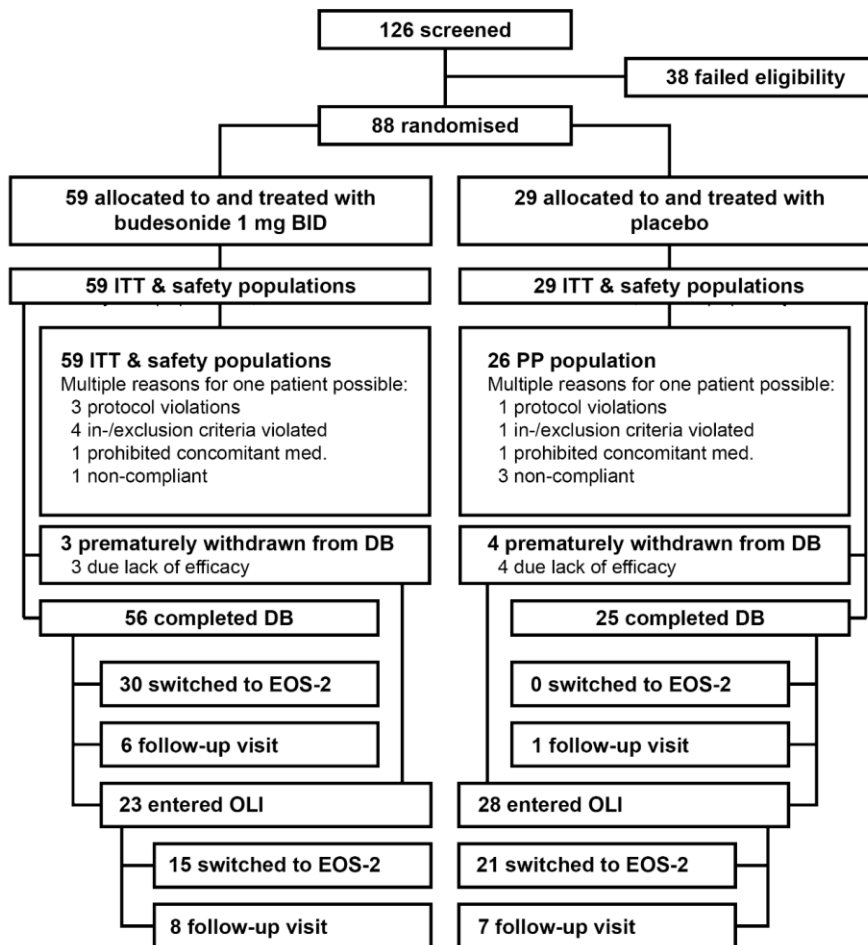 126 screened
38 failed eligibility
88 randomised
59 allocated to and treated with
budesonide 1 mg BID
29 allocated to and treated with
placebo
59 ITT & safety populations
29 ITT & safety populations
59 ITT & safety populations
Multiple reasons for one patient possible:
3 protocol violations
4 in-/exclusion criteria violated
1 prohibited concomitant med.
1 non-compliant
26 PP population
Multiple reasons for one patient possible:
1 protocol violations
1 in-/exclusion criteria violated
1 prohibited concomitant med.
3 non-compliant
3 prematurely withdrawn from DB
3 due lack of efficacy
4 prematurely withdrawn from DB
4 due lack of efficacy
56 completed DB
25 completed DB
30 switched to EOS-2
0 switched to EOS-2
6 follow-up visit
1 follow-up visit
23 entered OLI
28 entered OLI
15 switched to EOS-2
21 switched to EOS-2
8 follow-up visit
7 follow-up visit